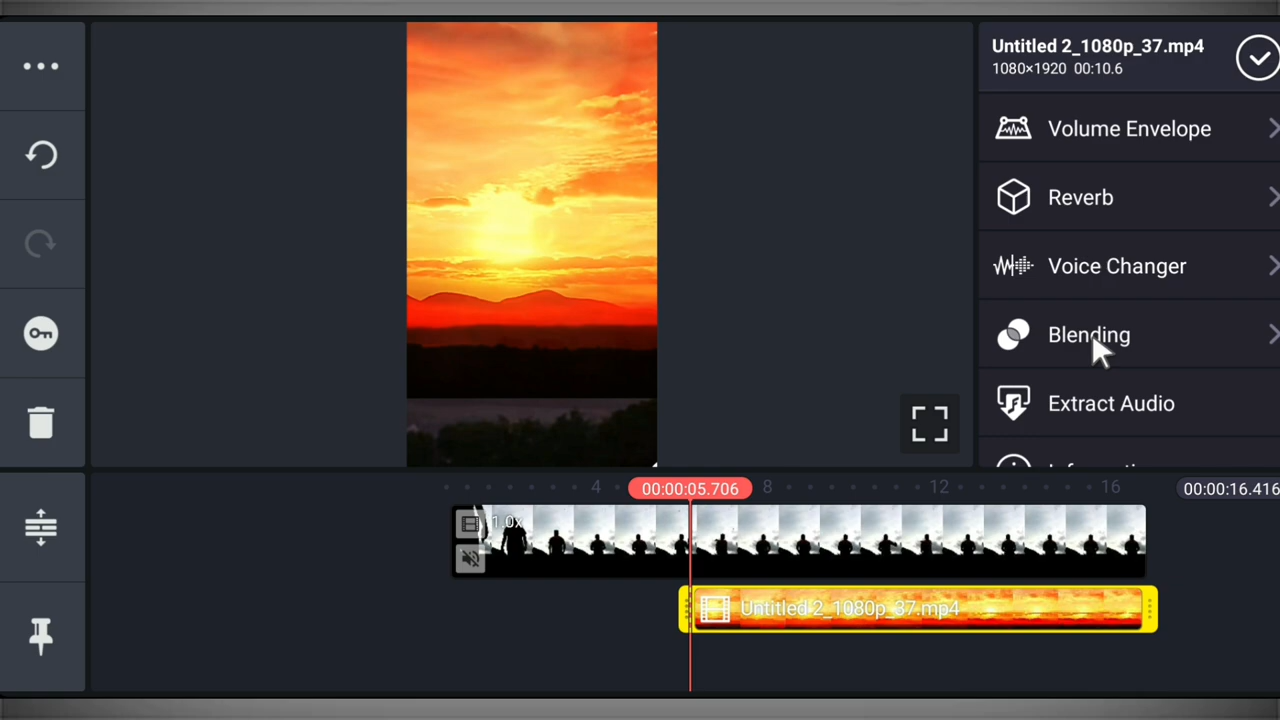 Untitled 2_1080p_37.mp4
1080×1920 00:10.6
Volume Envelope
Reverb
Voice Changer
Blending
Extract Audio
4
00:00:05.706
8
12
16
00:00:16.416
1.0x
Untitled 2_1080p_37.mp4